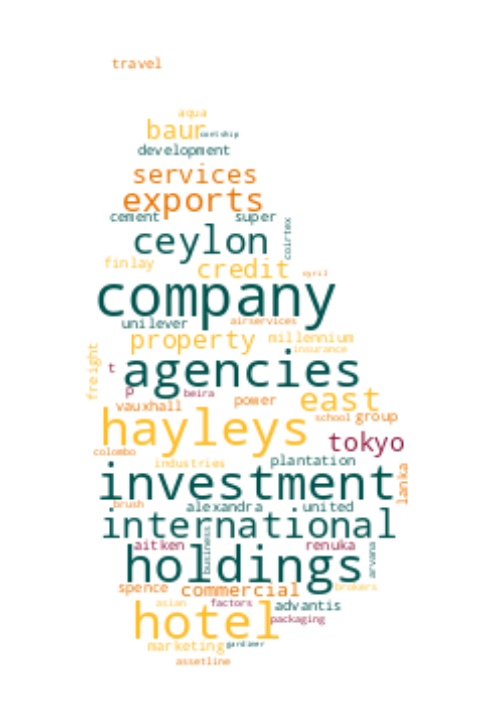 travel
aqua
baur
development
services
exports
cement super
ceylon
coirtex
finlay credit
cyril
company
unilever airservices
property millennium
insurance
freight
t agencies
p beira
east
vauxhall power
school group
hayleys
tokyo
colombo
industries plantation
lanka
investment
brush alexandra united
international
aitken business renuka
arvana
holdings
spence commercial brokers
asian factors advantis
hotel
packaging
marketing gardiner
assetline